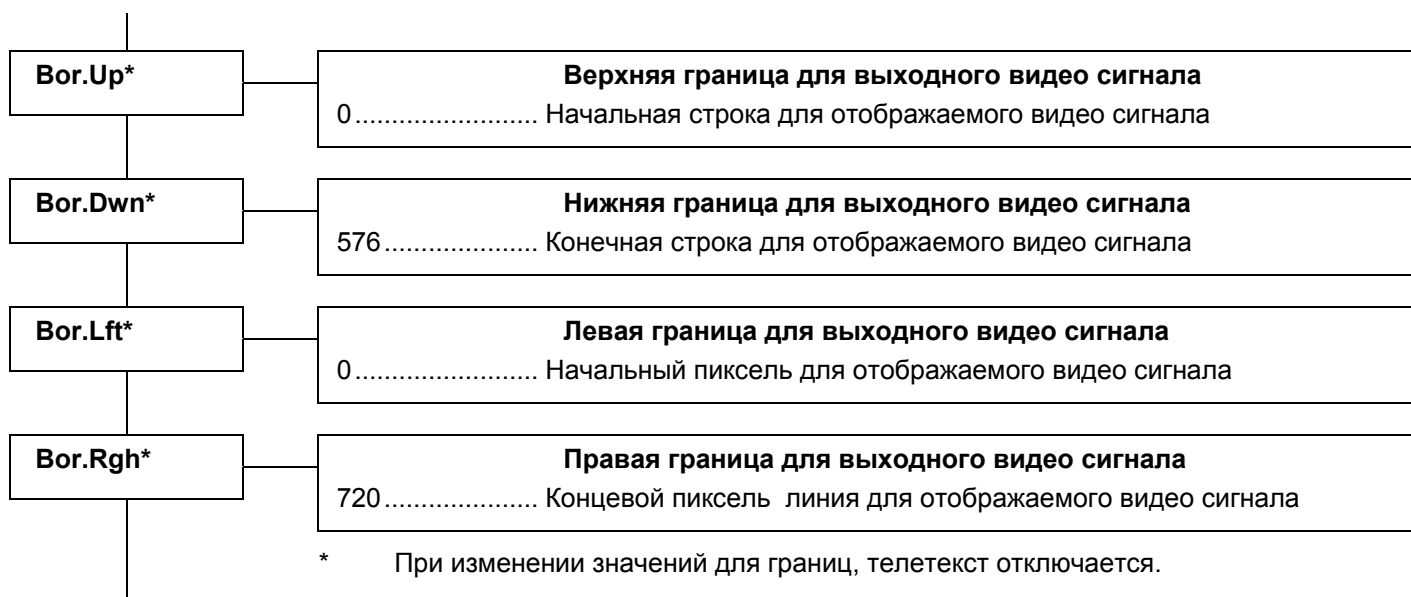 Bor.Up*
Верхняя граница для выходного видео сигнала
0......................... Начальная строка для отображаемого видео сигнала
Bor.Dwn*
Нижняя граница для выходного видео сигнала
576..................... Конечная строка для отображаемого видео сигнала
Bor.Lft*
Левая граница для выходного видео сигнала
0......................... Начальный пиксель для отображаемого видео сигнала
Bor.Rgh*
Правая граница для выходного видео сигнала
720..................... Концевой пиксель  линия для отображаемого видео сигнала
* При изменении значений для границ, телетекст отключается.